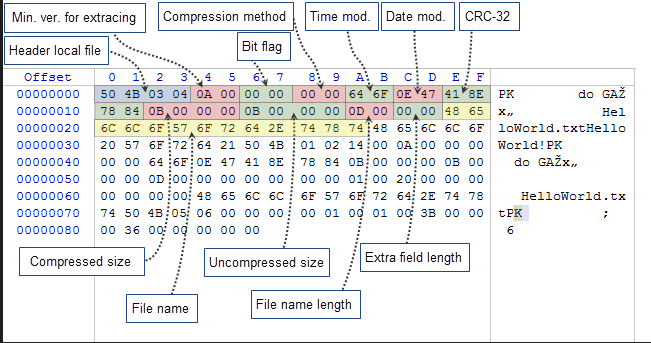 Min. ver. for extracing
Compression method
Time mod.
Date mod.
CRC-32
Header local file
Bit flag
Offset 0 1 2 3 4 5 6 7 8 9 A B C D E F
00000000 50 4B 03 04 0A 00 00 00 00 00 64 6F 0E 47 41 8E PK do GAŽ
00000010 78 84 0B 00 00 00 0B 00 00 00 0D 00 00 00 48 65 x„ Hel
00000020 6C 6C 6F 57 6F 72 64 2E 74 78 74 48 65 6C 6C 6F loWorld.txtHello
00000030 20 57 6F 72 64 21 50 4B 01 02 14 00 0A 00 00 00 World!PK
00000040 00 00 64 6F 0E 47 41 8E 78 84 0B 00 00 00 0B 00 do GAŽx„
00000050 00 00 0D 00 00 00 00 00 00 00 01 00 20 00 00 00
00000060 00 00 00 00 48 65 6C 6C 6F 57 6F 72 64 2E 74 78 HelloWorld.tx
00000070 74 50 4B 05 06 00 00 00 00 01 00 01 00 3B 00 00 tPK ;
00000080 00 36 00 00 00 00 00 6
Compressed size
Uncompressed size
Extra field length
File name
File name length